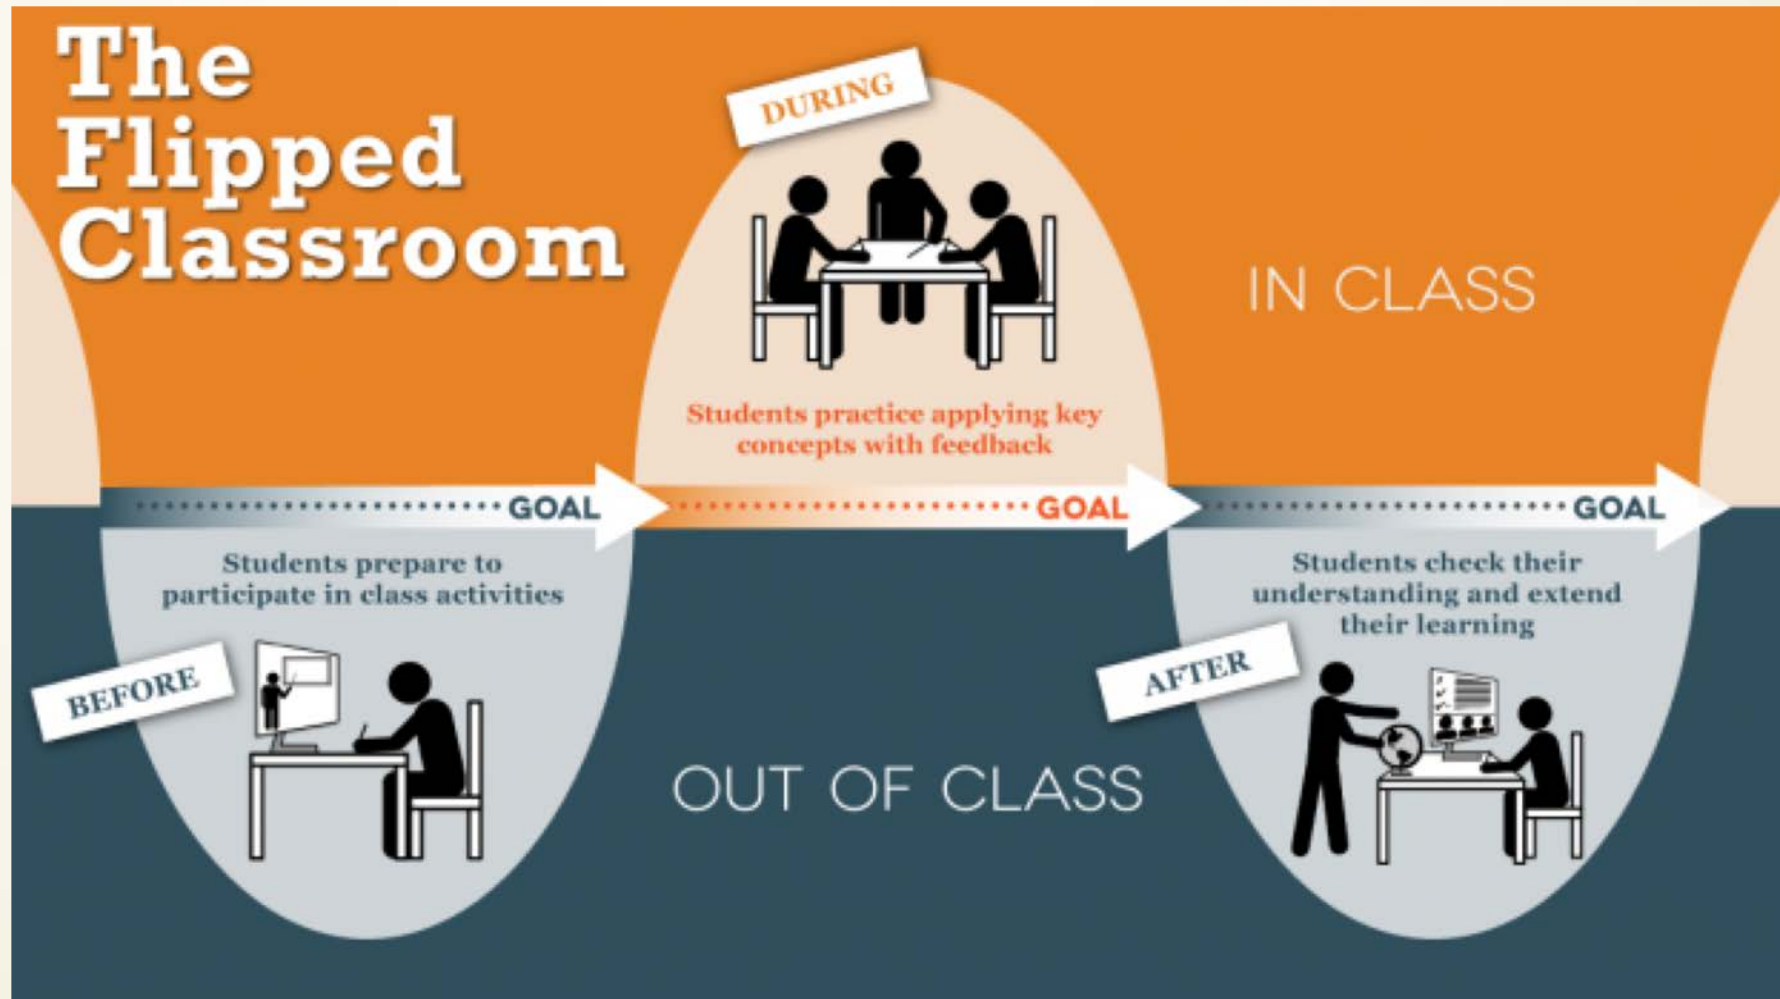 The
Flipped
Classroom
DURING
IN CLASS
Students practice applying key
concepts with feedback
GOAL
GOAL
GOAL
Students prepare to
participate in class activities
BEFORE
Students check their
understanding and extend
their learning
AFTER
OUT OF CLASS